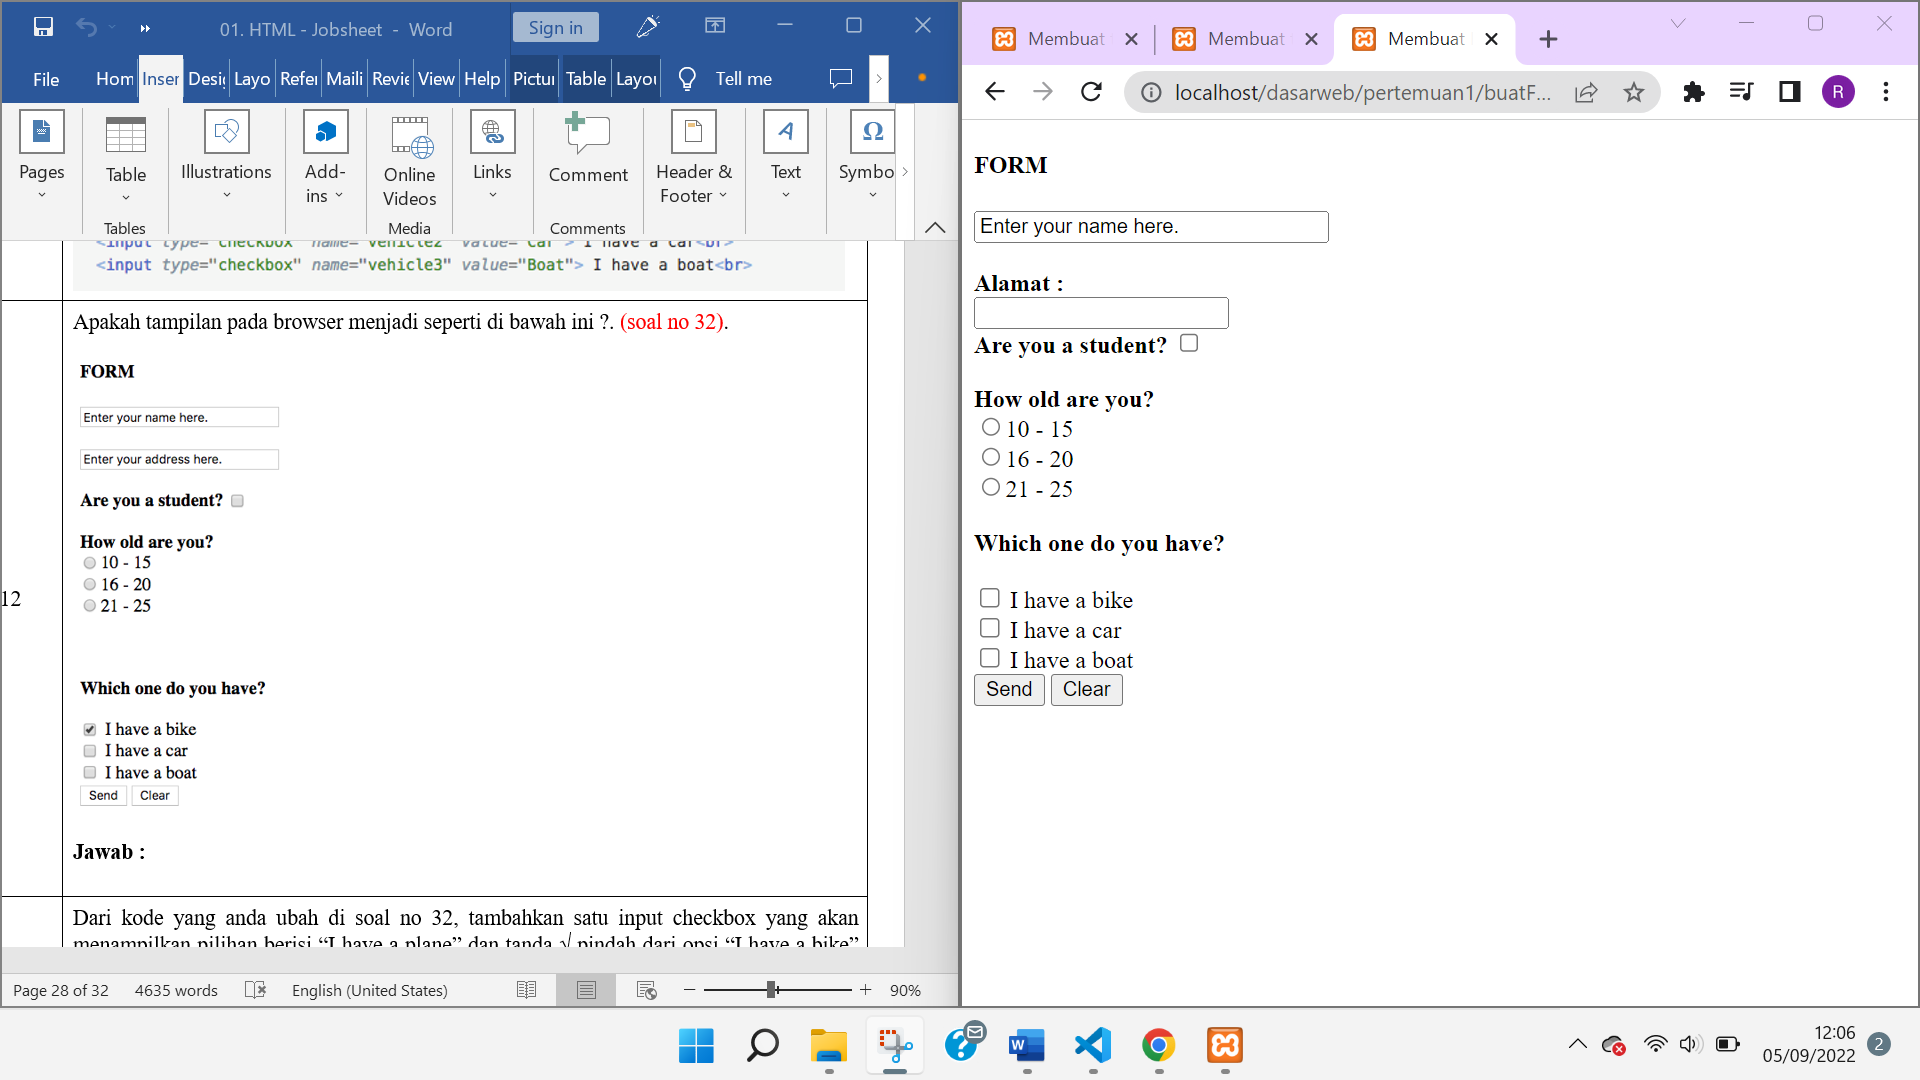 01. HTML - Jobsheet - Word
Sign in
File
Hom
Inser
Desig
Layo
Refer
Maili
Revie
View
Help
Pictur
Table
Layou
Tell me
Pages
Table
Illustrations
Add-
ins
Online
Videos
Links
Comment
Header &
Footer
Text
Symbo
Tables
Media
Comments
<input type="checkbox" name="vehicle2" value="Car"> I have a car<br>
<input type="checkbox" name="vehicle3" value="Boat"> I have a boat<br>
Apakah tampilan pada browser menjadi seperti di bawah ini ?. (soal no 32).
FORM
Enter your name here.
Enter your address here.
Are you a student?
How old are you?
10 - 15
16 - 20
21 - 25
12
Which one do you have?
I have a bike
I have a car
I have a boat
Send Clear
Jawab :
Dari kode yang anda ubah di soal no 32, tambahkan satu input checkbox yang akan
menampilkan pilihan berisi “I have a plane” dan tanda √ pindah dari opsi “I have a bike”
Page 28 of 32
4635 words
English (United States)
90%
Membuat
Membuat
Membuat
localhost/dasarweb/pertemuan1/buatF...
R
FORM
Enter your name here.
Alamat :
Are you a student?
How old are you?
10 - 15
16 - 20
21 - 25
Which one do you have?
I have a bike
I have a car
I have a boat
Send Clear
12:06
05/09/2022
2